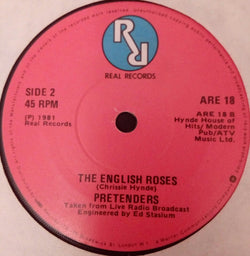 RR
REAL RECORDS
SIDE 2
45 RPM
(P) 1981
Real Records
ARE 18
ARE 18 B
Hynde House of
Hits/ Modern
Pub/ATV
Music Ltd.
THE ENGLISH ROSES
(Chrissie Hynde)
PRETENDERS
Taken from Live Radio Broadcast
Engineered by Ed Stasium